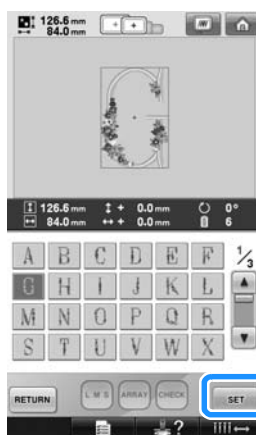 126.6 mm
84.0 mm
126.6 mm + 0.0 mm 0°
84.0 mm + 0.0 mm 6
A B C D E F 1/3
G H I J K L
M N O P Q R
S T U V W X
RETURN L M S ARRAY CHECK SET
?